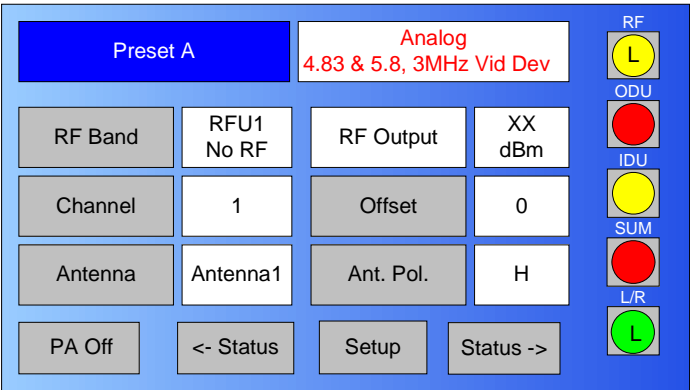 Preset A
Analog
4.83 & 5.8, 3MHz Vid Dev
RF
L
ODU
RF Band
RFU1
No RF
RF Output
XX
dBm
IDU
Channel
1
Offset
0
SUM
Antenna
Antenna1
Ant. Pol.
H
L/R
L
PA Off
<- Status
Setup
Status ->